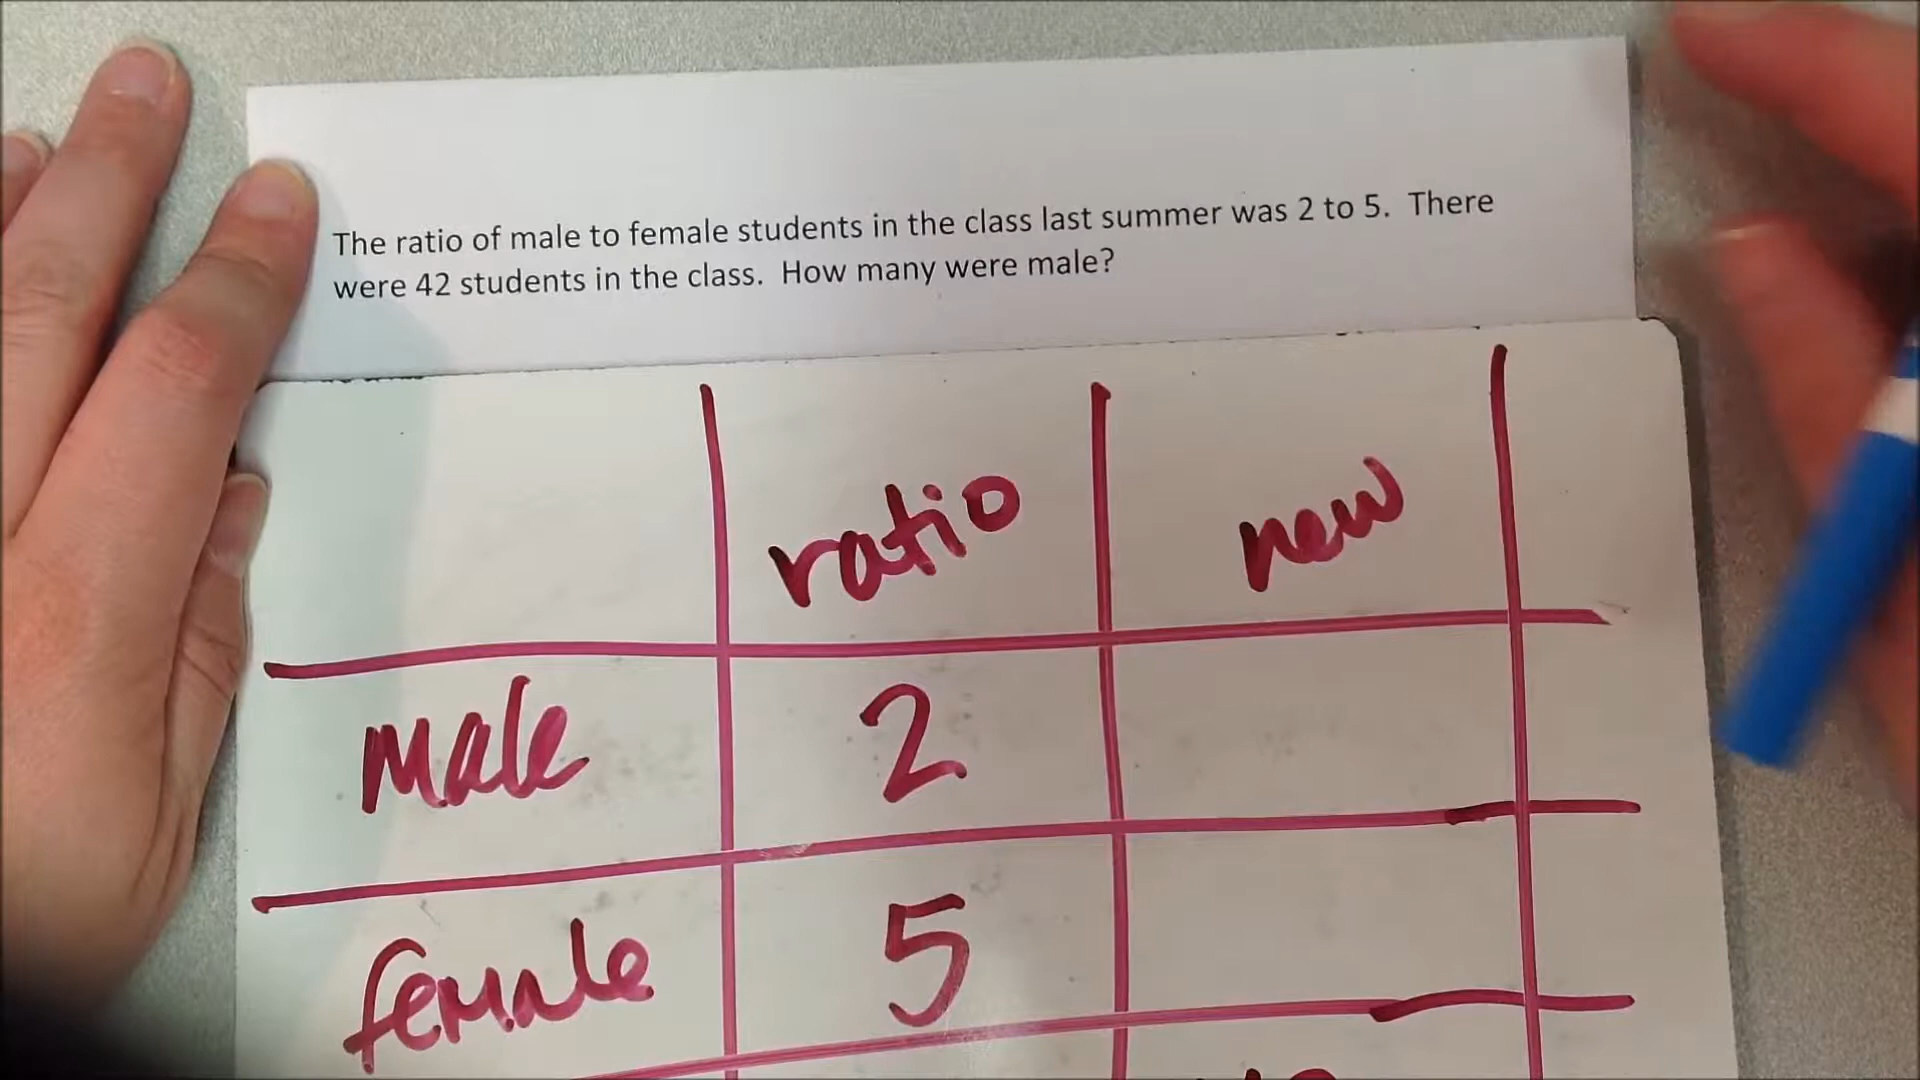 The ratio of male to female students in the class last summer was 2 to 5. There
were 42 students in the class. How many were male?
ratio new
male 2
female 5